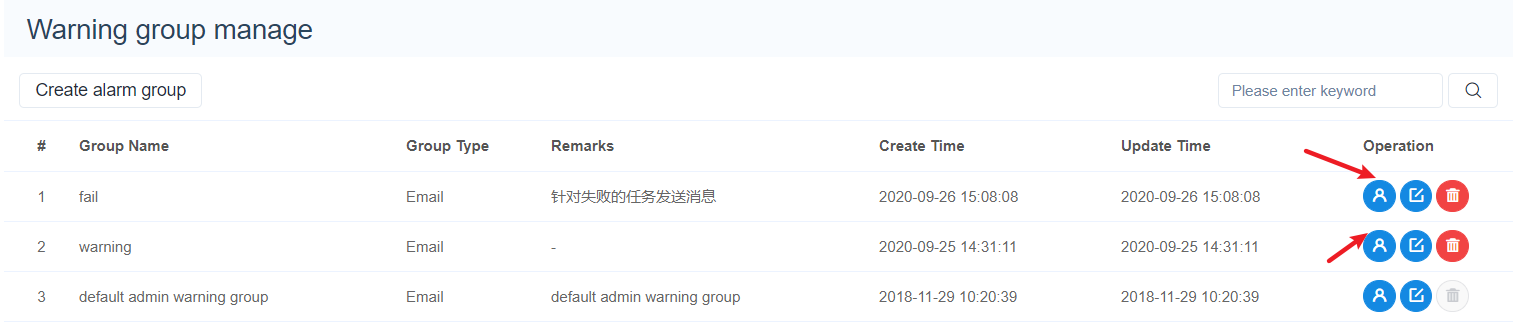 Warning group manage
Create alarm group Please enter keyword
# Group Name Group Type Remarks Create Time Update Time Operation
1 fail Email 针对失败的任务发送消息 2020-09-26 15:08:08 2020-09-26 15:08:08
2 warning Email - 2020-09-25 14:31:11 2020-09-25 14:31:11
3 default admin warning group Email default admin warning group 2018-11-29 10:20:39 2018-11-29 10:20:39